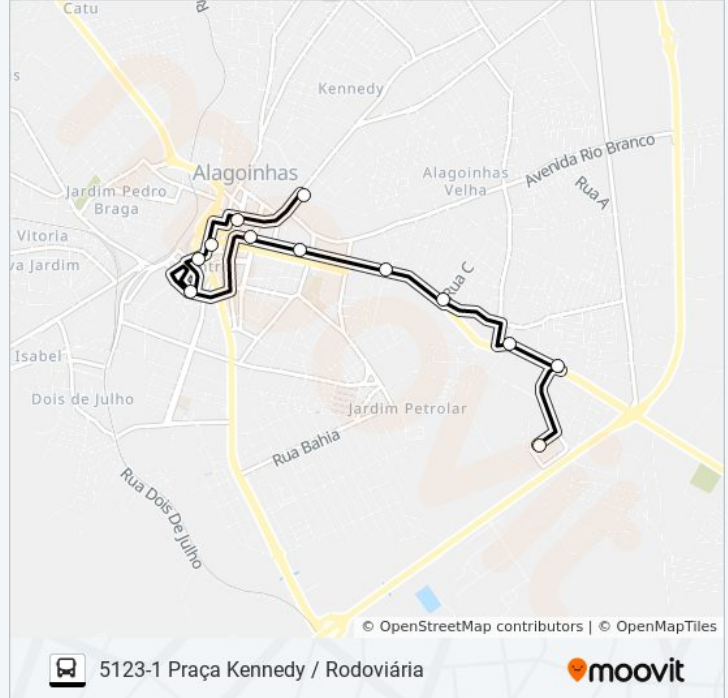 Catu
R
Kennedy
s
Alagoinhas
Avenida Rio Branco
Alagoinhas
Velha
Jardim Pedro
Braga
Rua A
Vitoria
va Jardim
Rua C
Isabel
Dois de Julho
Jardim Petrolar
Rua Bahia
Rua Dois De Julho
© OpenStreetMap contributors | © OpenMapTiles
5123-1 Praça Kennedy / Rodoviária
moovit